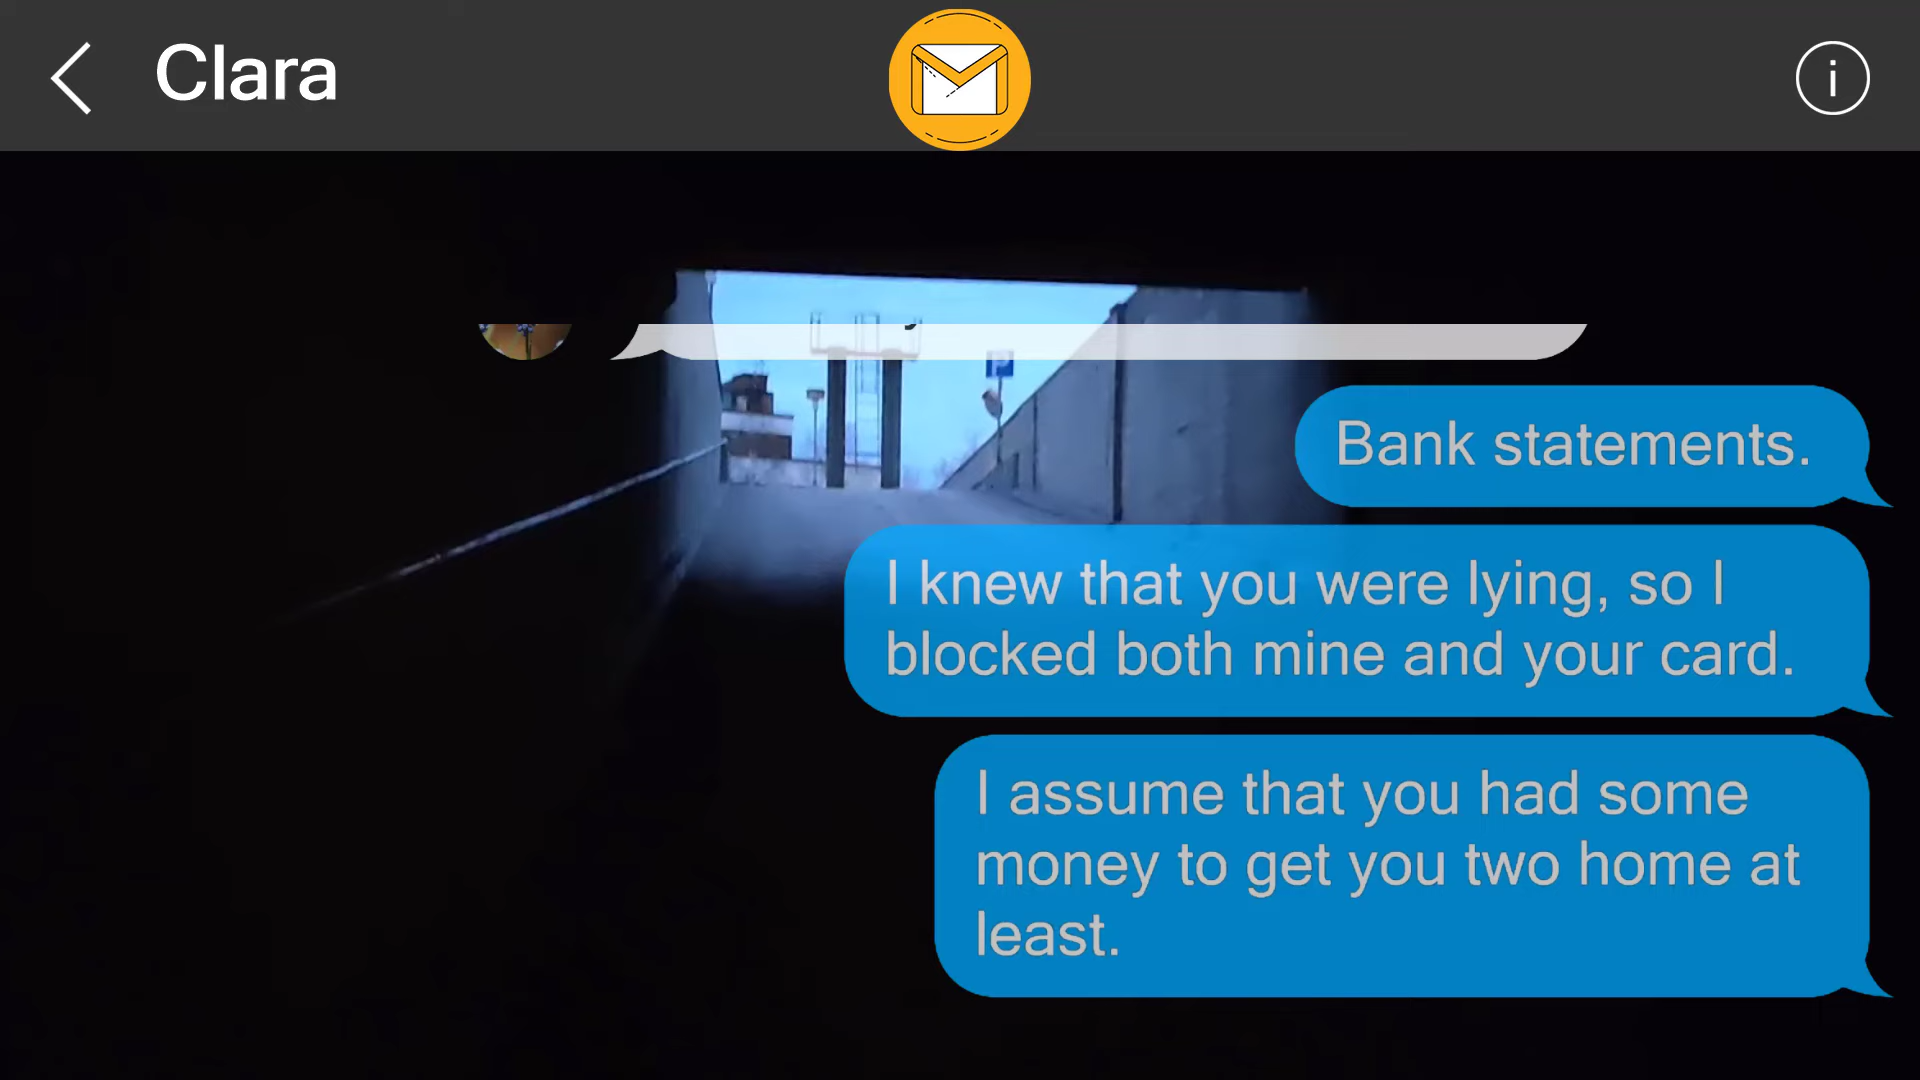 Clara
i
P
Bank statements.
I knew that you were lying, so I
blocked both mine and your card.
I assume that you had some
money to get you two home at
least.